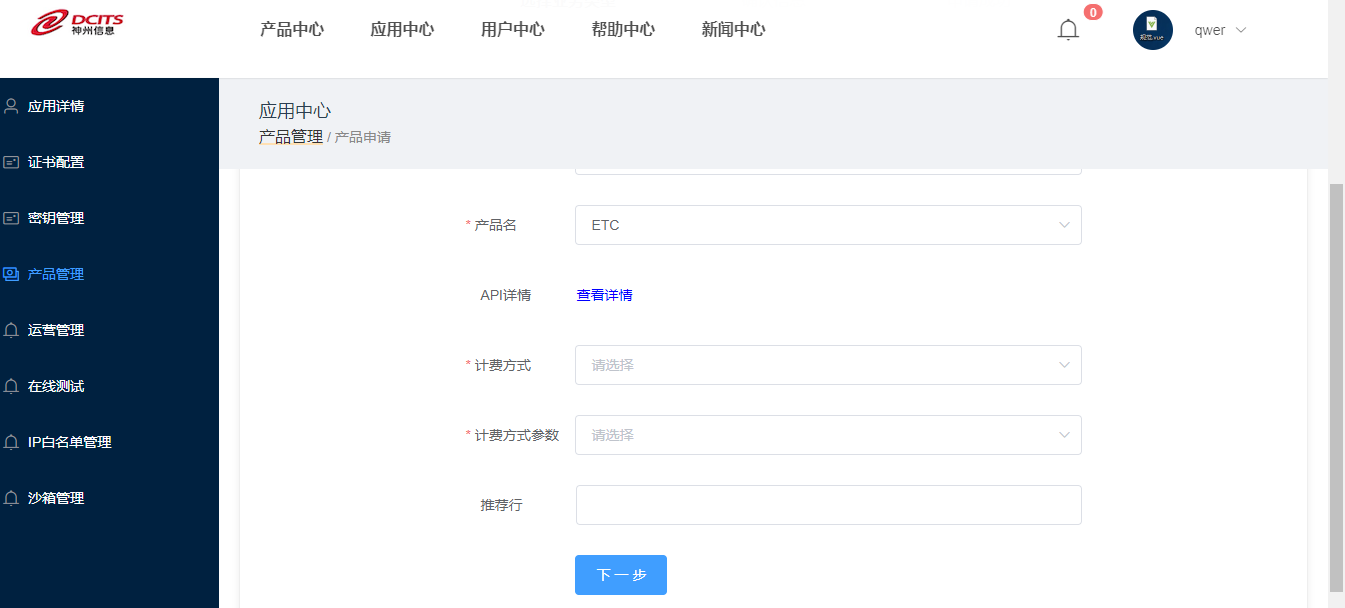 DCITS
神州信息
产品中心
应用中心
用户中心
帮助中心
新闻中心
0
规范.vue
qwer
应用详情
证书配置
密钥管理
产品管理
运营管理
在线测试
IP白名单管理
沙箱管理
应用中心
产品管理 / 产品申请
* 产品名
ETC
API详情
查看详情
* 计费方式
请选择
* 计费方式参数
请选择
推荐行
下一步